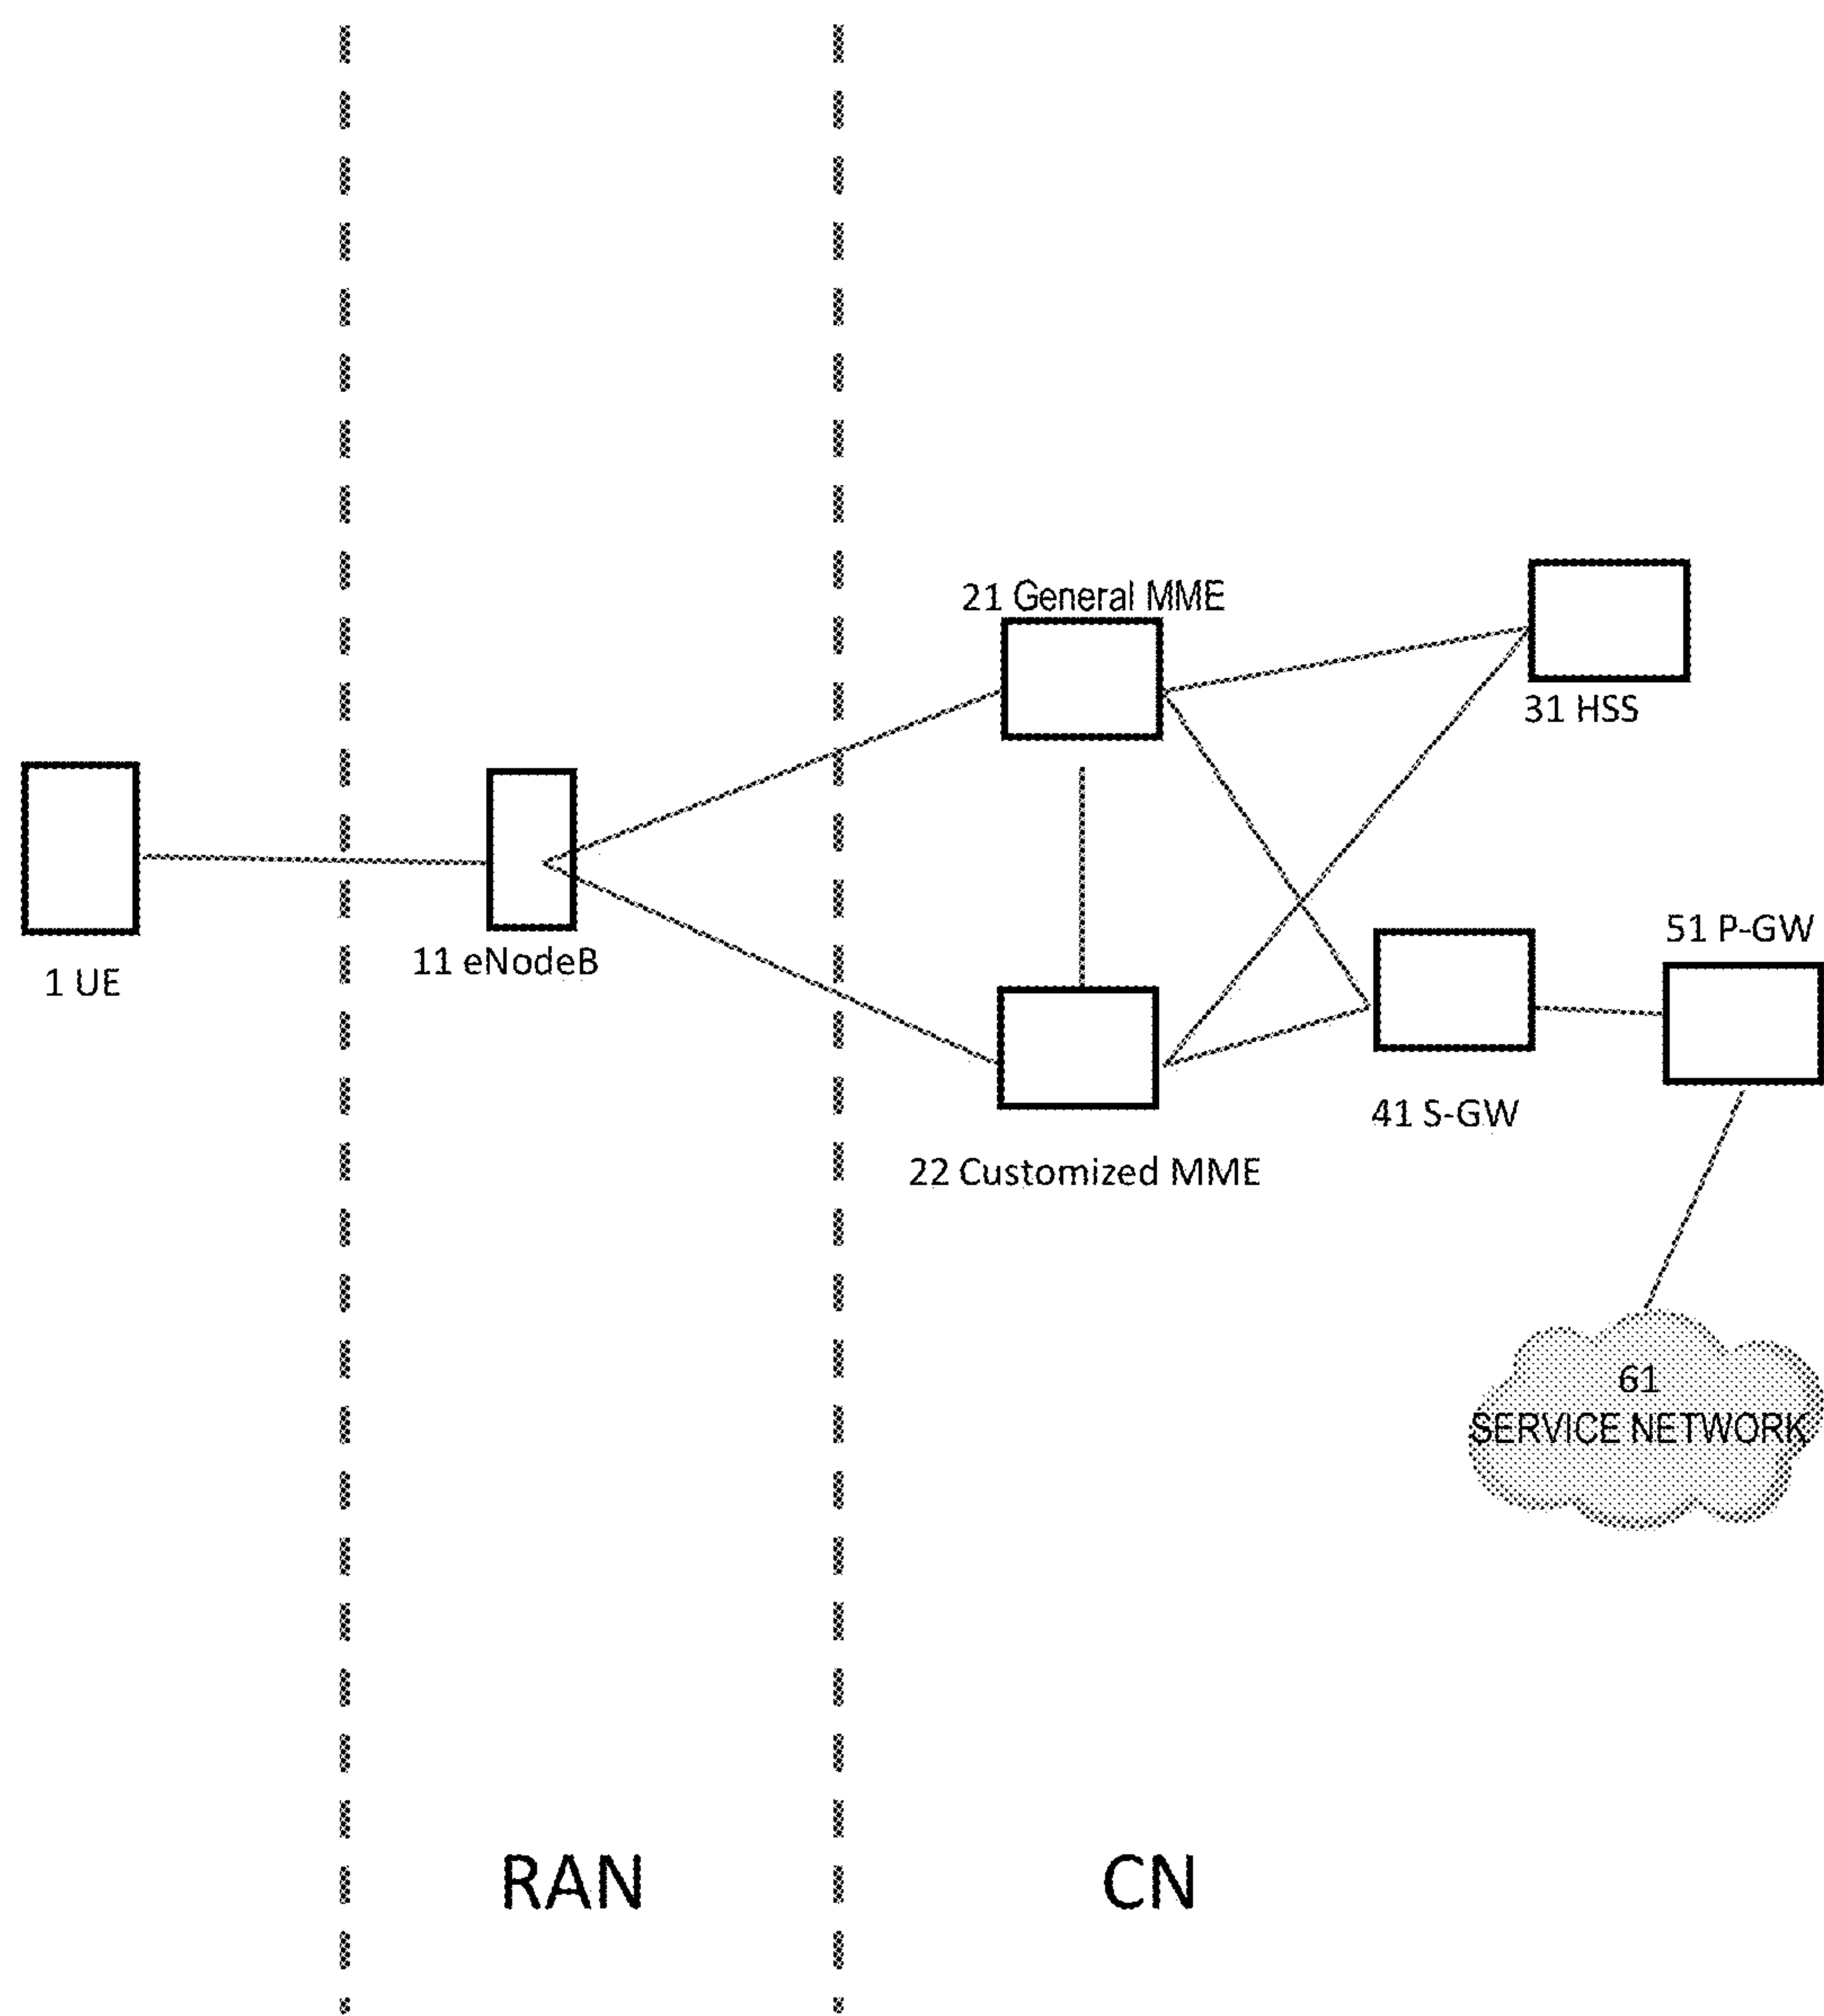 21 General MME
31 HSS
1 UE
11 eNodeB
51 P-GW
41 S-GW
22 Customized MME
61
SERVICE NETWORK
RAN
CN